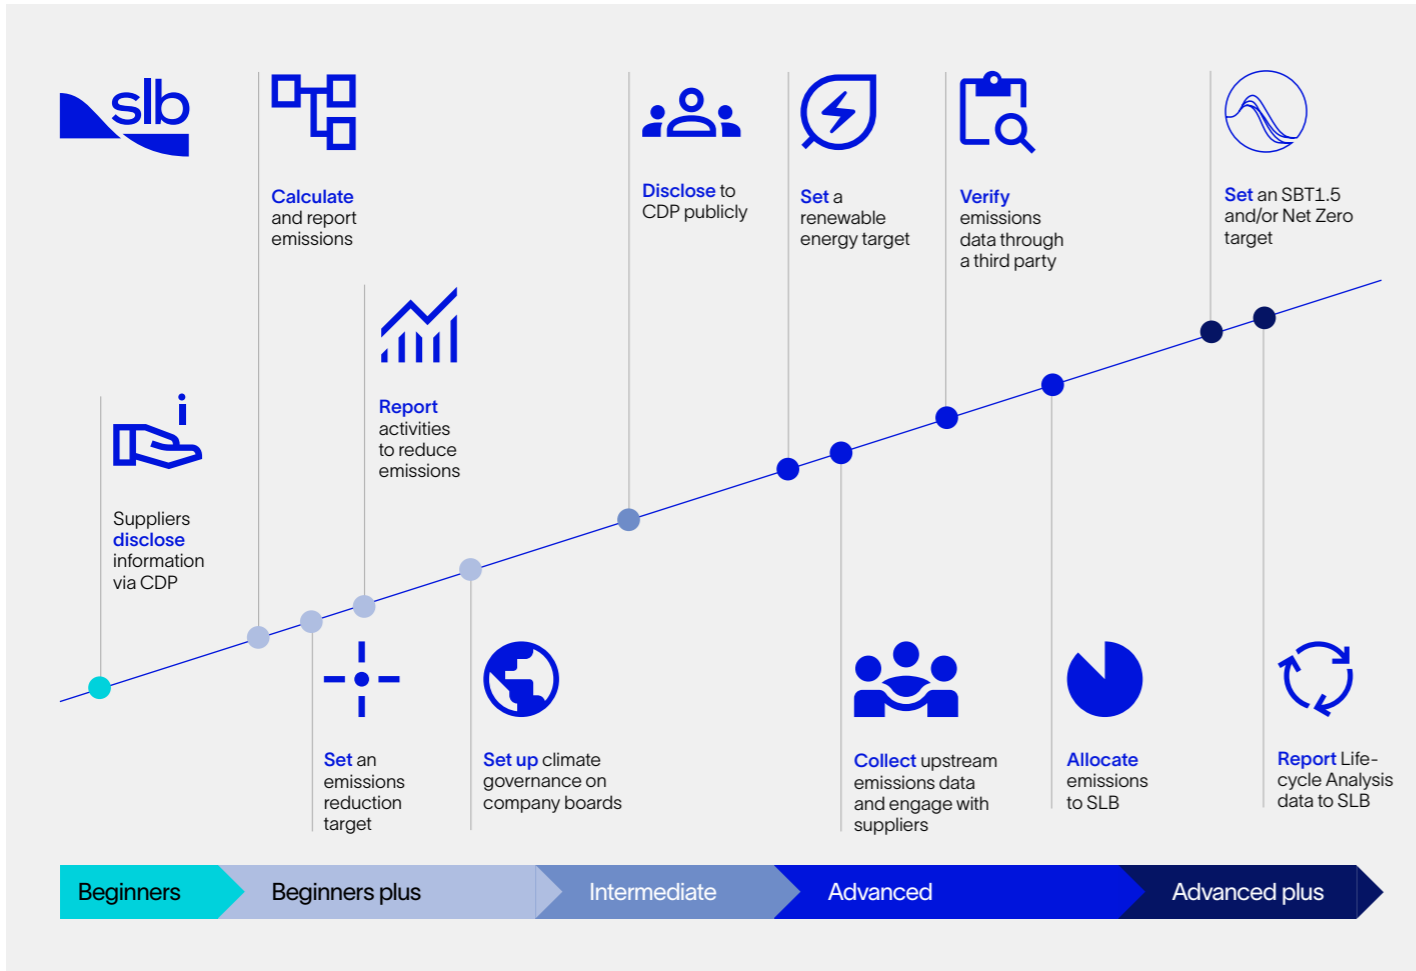 slb
Calculate
and report
emissions
Disclose to
CDP publicly
Set a
renewable
energy target
Verify
emissions
data through
a third party
Set an SBT1.5
and/or Net Zero
target
Report
activities
to reduce
emissions
Suppliers
disclose
information
via CDP
Set an
emissions
reduction
target
Set up climate
governance on
company boards
Collect upstream
emissions data
and engage with
suppliers
Allocate
emissions
to SLB
Report Life-
cycle Analysis
data to SLB
Beginners
Beginners plus
Intermediate
Advanced
Advanced plus